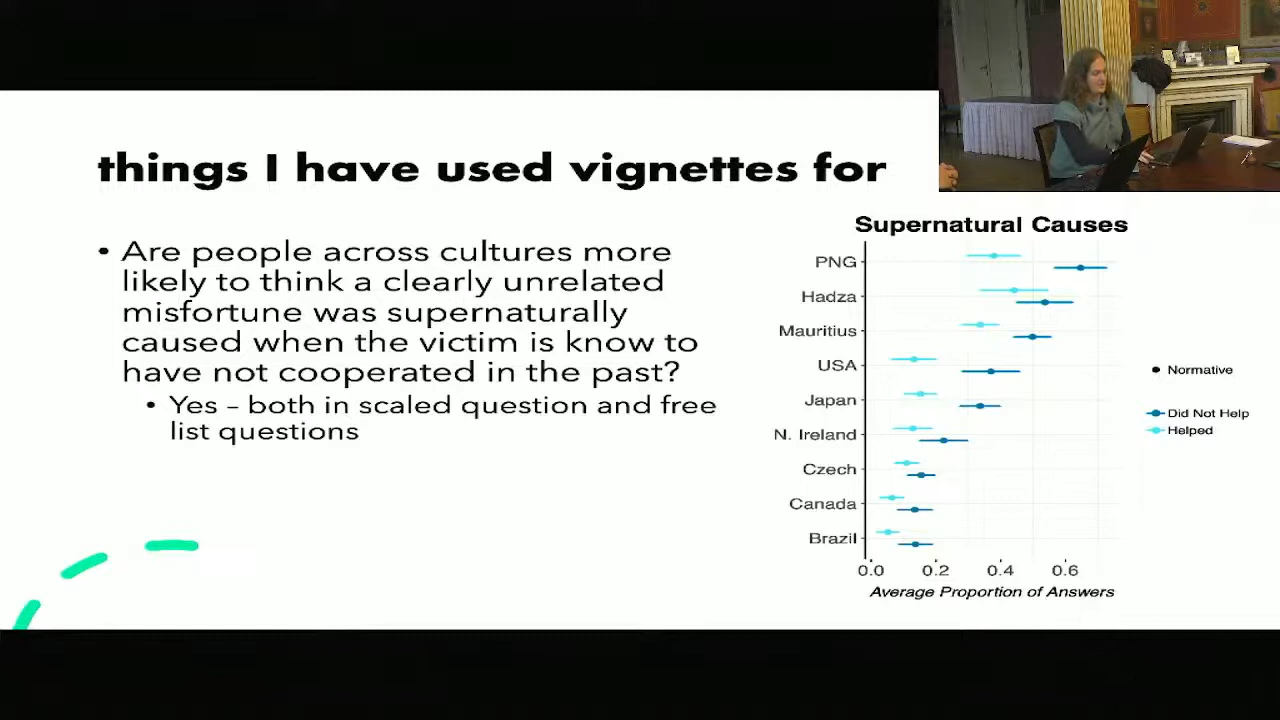 things I have used vignettes for
• Are people across cultures more
likely to think a clearly unrelated
misfortune was supernaturally
caused when the victim is know to
have not cooperated in the past?
• Yes – both in scaled question and free
list questions
Supernatural Causes
PNG
Hadza
Mauritius
USA
Japan
N. Ireland
Czech
Canada
Brazil
0.0 0.2 0.4 0.6
Average Proportion of Answers
Normative
Did Not Help
Helped